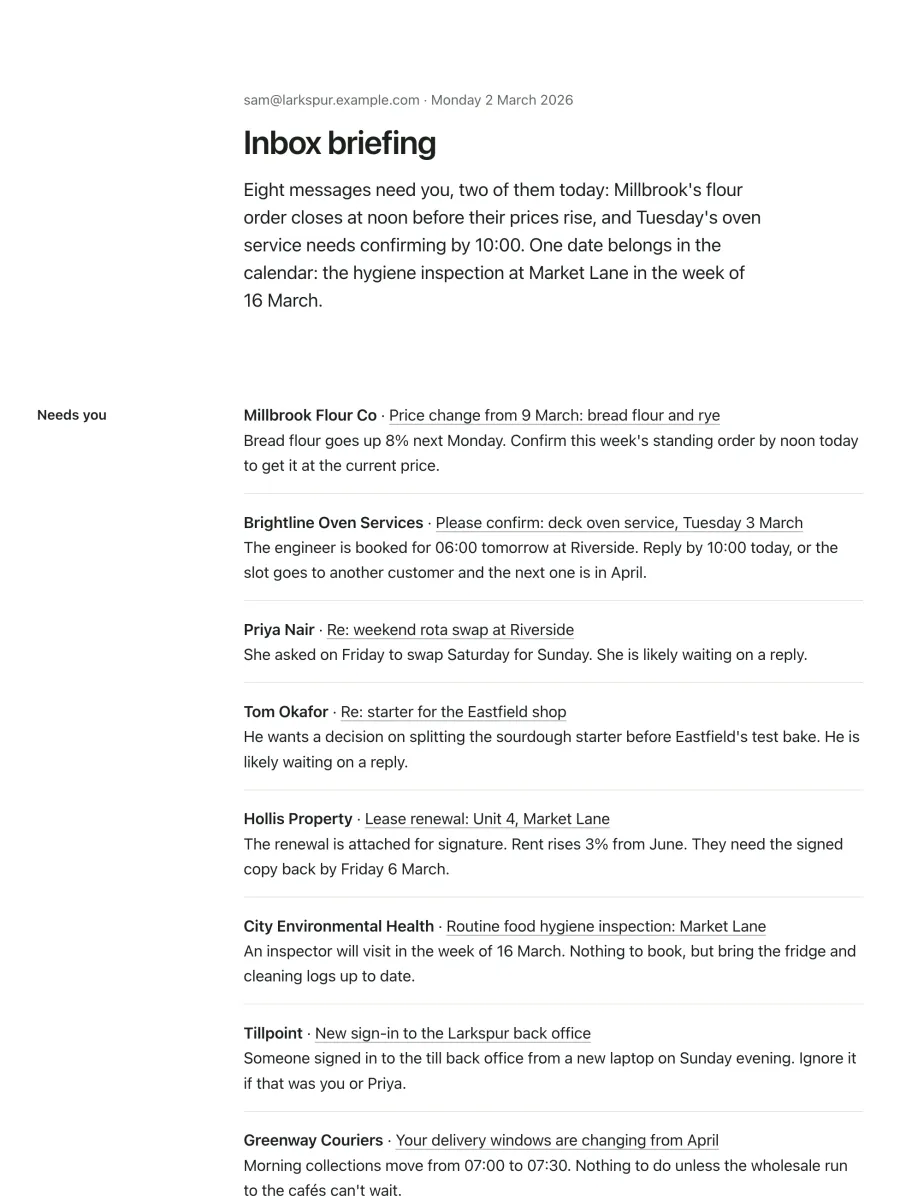 sam@larkspur.example.com · Monday 2 March 2026
Inbox briefing
Eight messages need you, two of them today: Millbrook's flour
order closes at noon before their prices rise, and Tuesday's oven
service needs confirming by 10:00. One date belongs in the
calendar: the hygiene inspection at Market Lane in the week of
16 March.
Needs you
Millbrook Flour Co · Price change from 9 March: bread flour and rye
Bread flour goes up 8% next Monday. Confirm this week's standing order by noon today
to get it at the current price.
Brightline Oven Services · Please confirm: deck oven service, Tuesday 3 March
The engineer is booked for 06:00 tomorrow at Riverside. Reply by 10:00 today, or the
slot goes to another customer and the next one is in April.
Priya Nair · Re: weekend rota swap at Riverside
She asked on Friday to swap Saturday for Sunday. She is likely waiting on a reply.
Tom Okafor · Re: starter for the Eastfield shop
He wants a decision on splitting the sourdough starter before Eastfield's test bake. He is
likely waiting on a reply.
Hollis Property · Lease renewal: Unit 4, Market Lane
The renewal is attached for signature. Rent rises 3% from June. They need the signed
copy back by Friday 6 March.
City Environmental Health · Routine food hygiene inspection: Market Lane
An inspector will visit in the week of 16 March. Nothing to book, but bring the fridge and
cleaning logs up to date.
Tillpoint · New sign-in to the Larkspur back office
Someone signed in to the till back office from a new laptop on Sunday evening. Ignore it
if that was you or Priya.
Greenway Couriers · Your delivery windows are changing from April
Morning collections move from 07:00 to 07:30. Nothing to do unless the wholesale run
to the cafés can't wait.